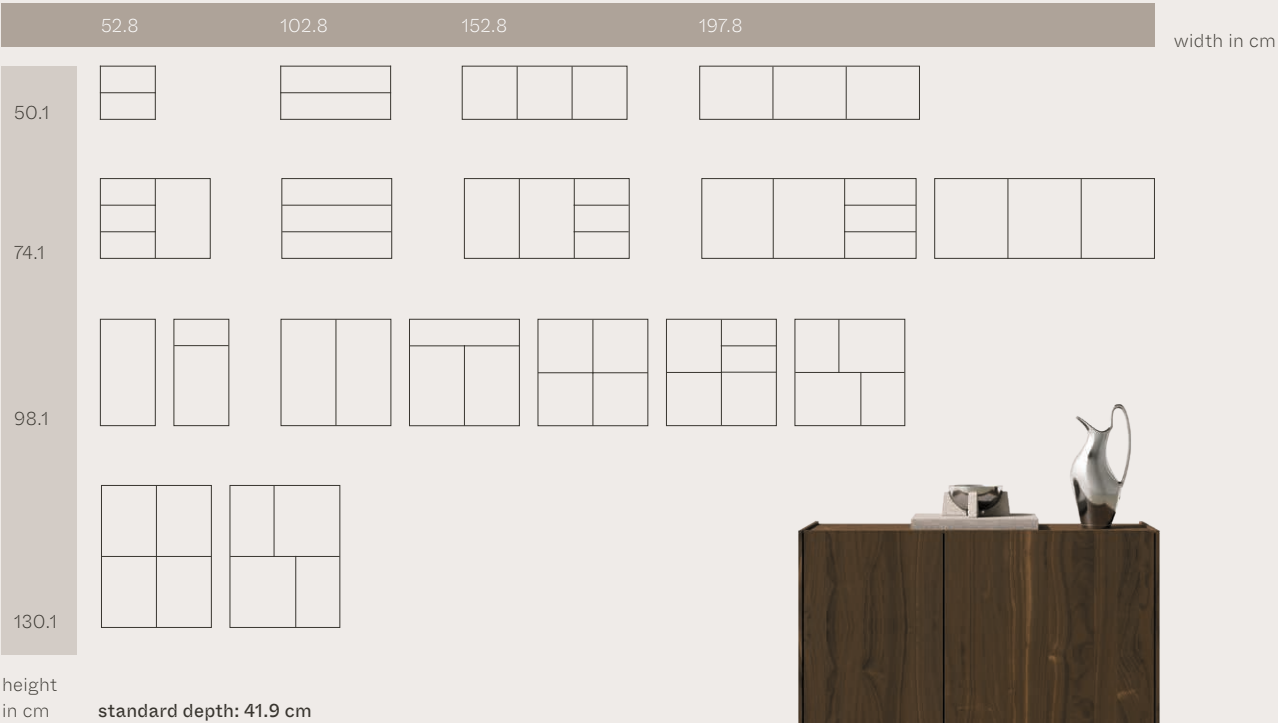 52.8 102.8 152.8 197.8
width in cm
50.1
74.1
98.1
130.1
height
in cm
standard depth: 41.9 cm